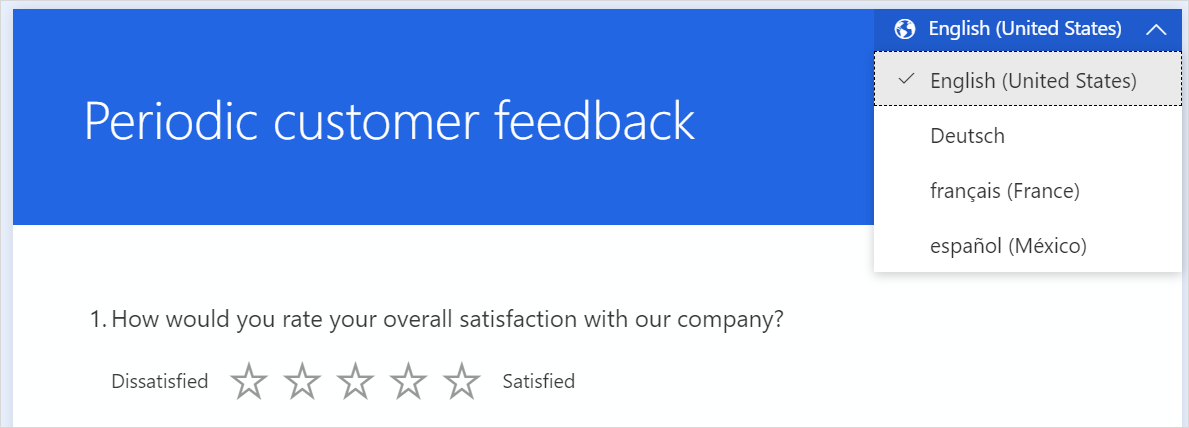 English (United States)
English (United States)
Deutsch
français (France)
español (México)
Periodic customer feedback
1. How would you rate your overall satisfaction with our company?
Dissatisfied
Satisfied